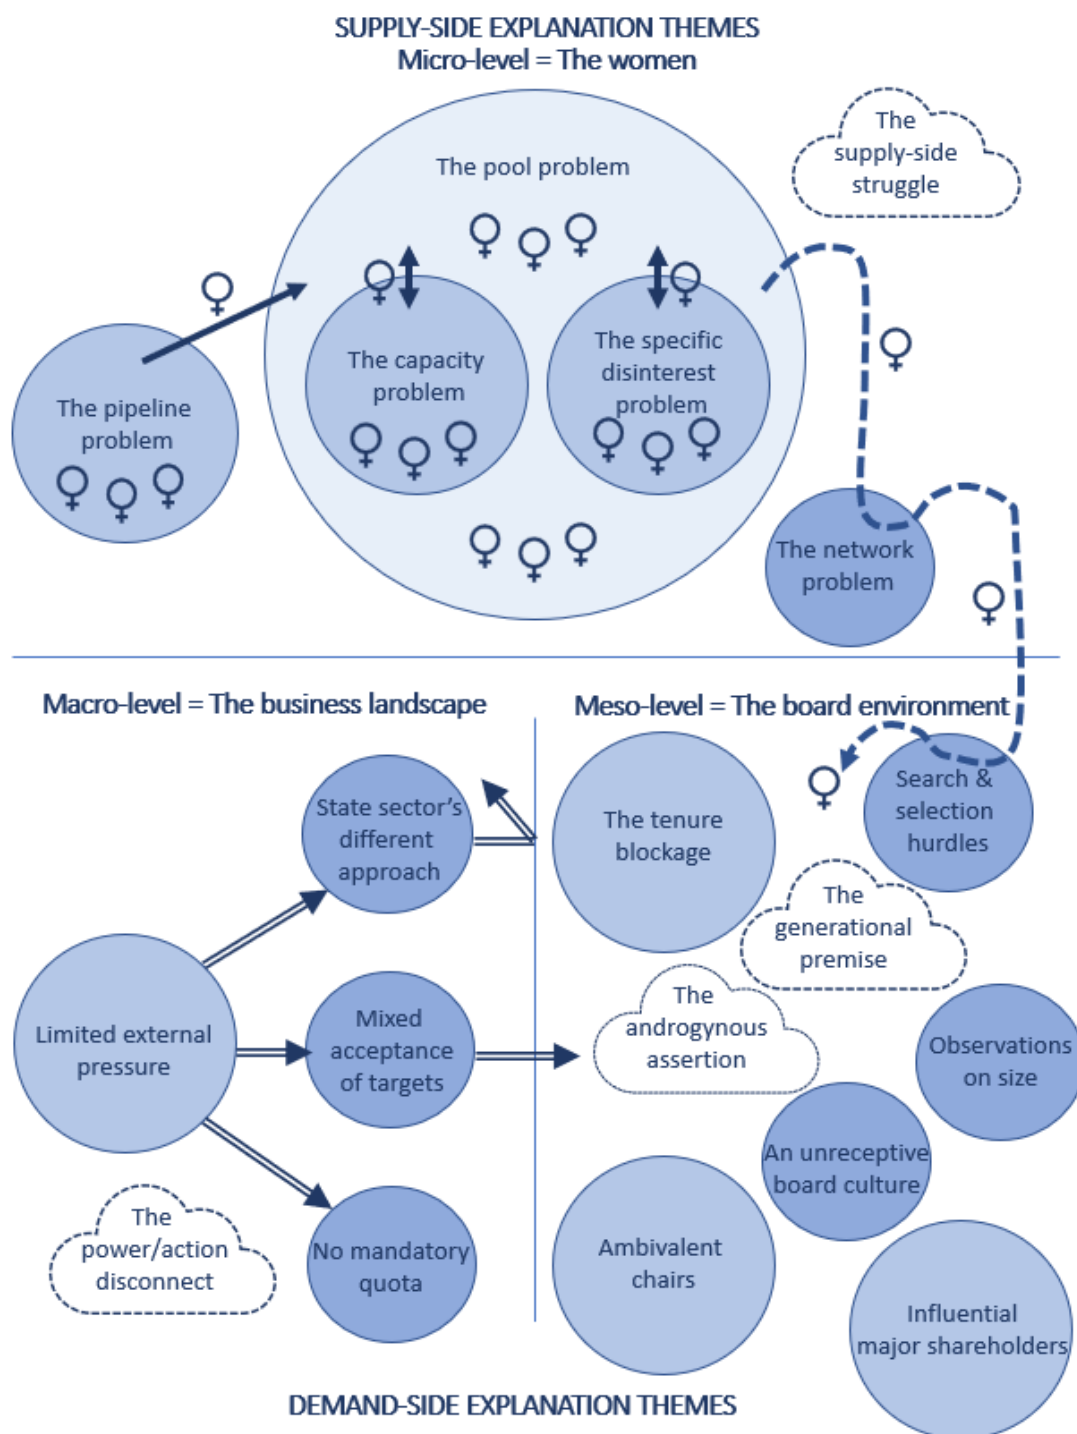 SUPPLY-SIDE EXPLANATION THEMES
Micro-level = The women
The
supply-side
struggle
The pool problem
The capacity
problem
The specific
disinterest
problem
The pipeline
problem
The network
problem
Macro-level = The business landscape
Meso-level = The board environment
State sector's
different
approach
The tenure
blockage
Search &
selection
hurdles
The
generational
premise
Limited external
pressure
Mixed
acceptance
of targets
The
androgynous
assertion
Observations
on size
An unreceptive
board culture
The
power/action
disconnect
No mandatory
quota
Ambivalent
chairs
Influential
major shareholders
DEMAND-SIDE EXPLANATION THEMES